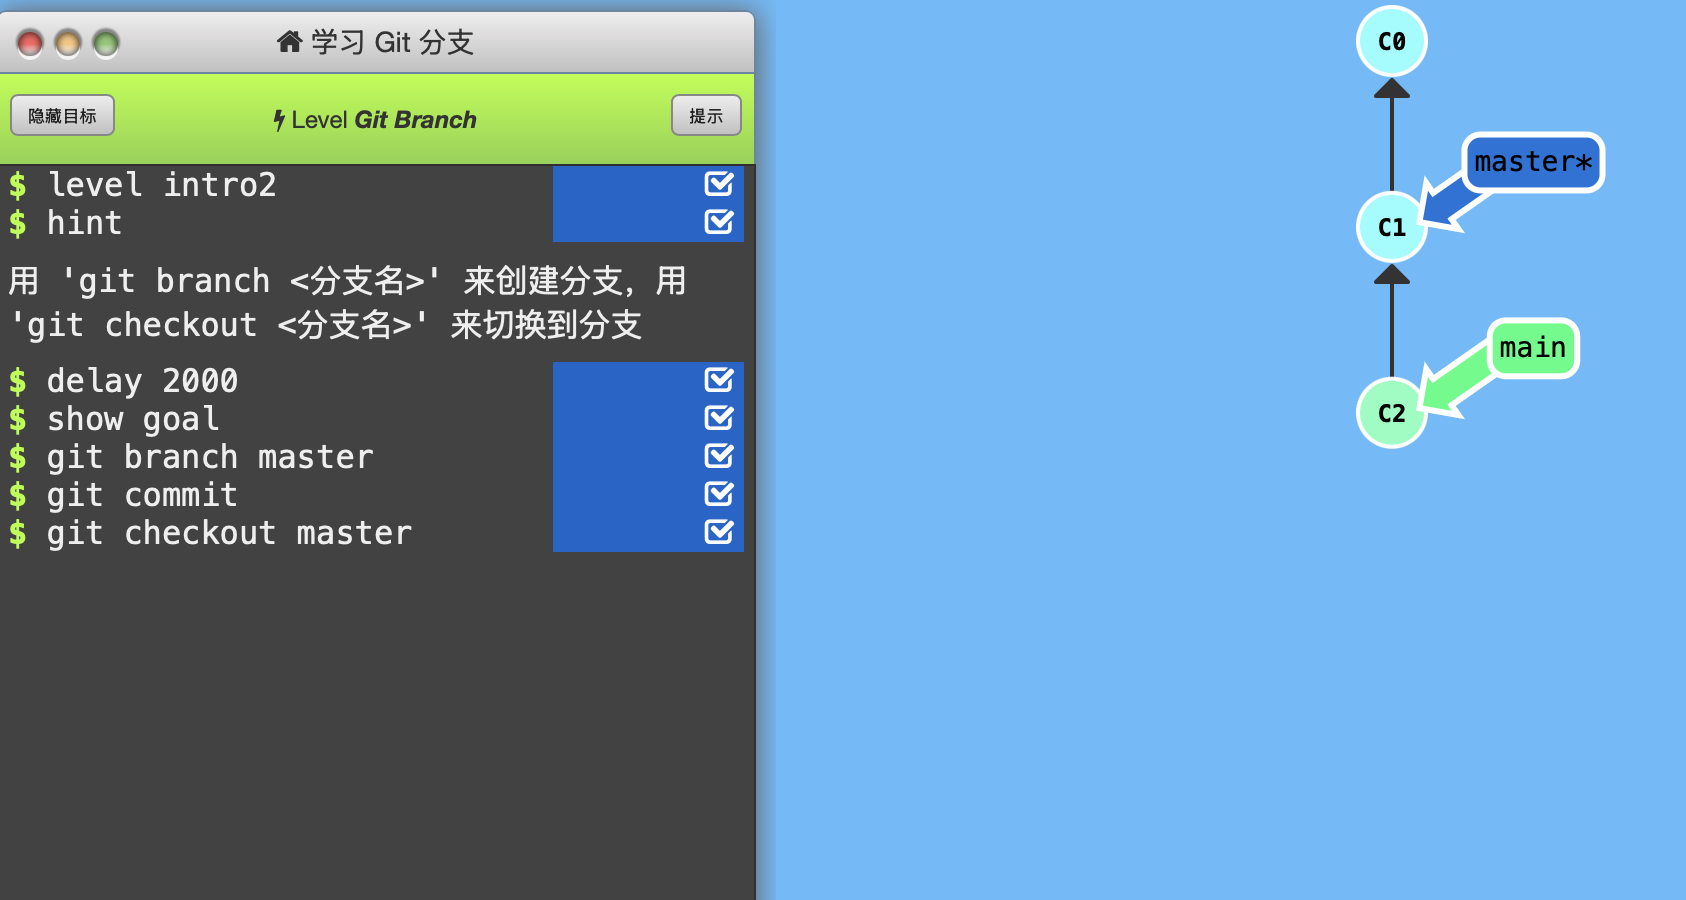 学习 Git 分支
隐藏目标
Level Git Branch
提示
$ level intro2
$ hint
用 'git branch <分支名>' 来创建分支，用
'git checkout <分支名>' 来切换到分支
$ delay 2000
$ show goal
$ git branch master
$ git commit
$ git checkout master
C0
master*
C1
main
C2